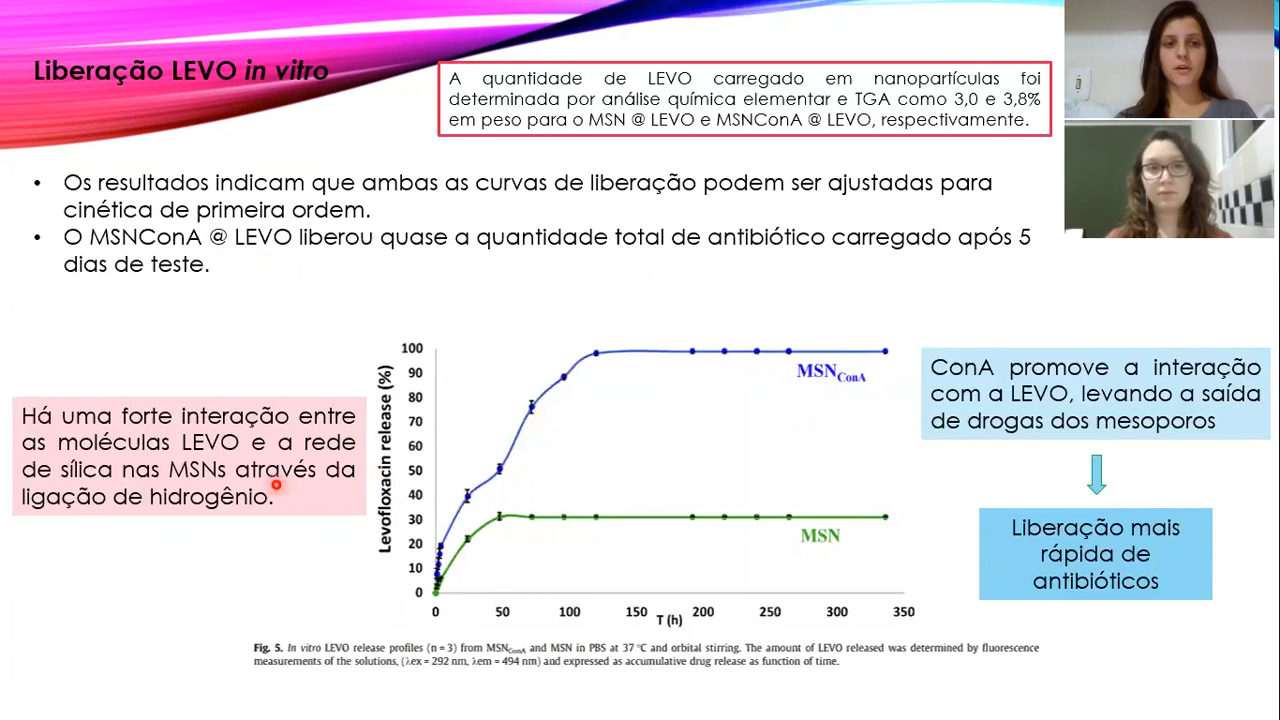 Liberação LEVO in vitro
A quantidade de LEVO carregado em nanopartículas foi
determinada por análise química elementar e TGA como 3,0 e 3,8%
em peso para o MSN @ LEVO e MSNConA @ LEVO, respectivamente.
• Os resultados indicam que ambas as curvas de liberação podem ser ajustadas para
cinética de primeira ordem.
• O MSNConA @ LEVO liberou quase a quantidade total de antibiótico carregado após 5
dias de teste.
Há uma forte interação entre
as moléculas LEVO e a rede
de sílica nas MSNs através da
ligação de hidrogênio.
Levofloxacin release (%)
100
90
80
70
60
50
40
30
20
10
0
MSNConA
MSN
0 50 100 150 200 250 300 350
T (h)
ConA promove a interação
com a LEVO, levando a saída
de drogas dos mesoporos
Liberação mais
rápida de
antibióticos
Fig. 5. In vitro LEVO release profiles (n = 3) from MSNConA and MSN in PBS at 37 °C and orbital stirring. The amount of LEVO released was determined by fluorescence
measurements of the solutions, (λex = 292 nm, λem = 494 nm) and expressed as accumulative drug release as function of time.